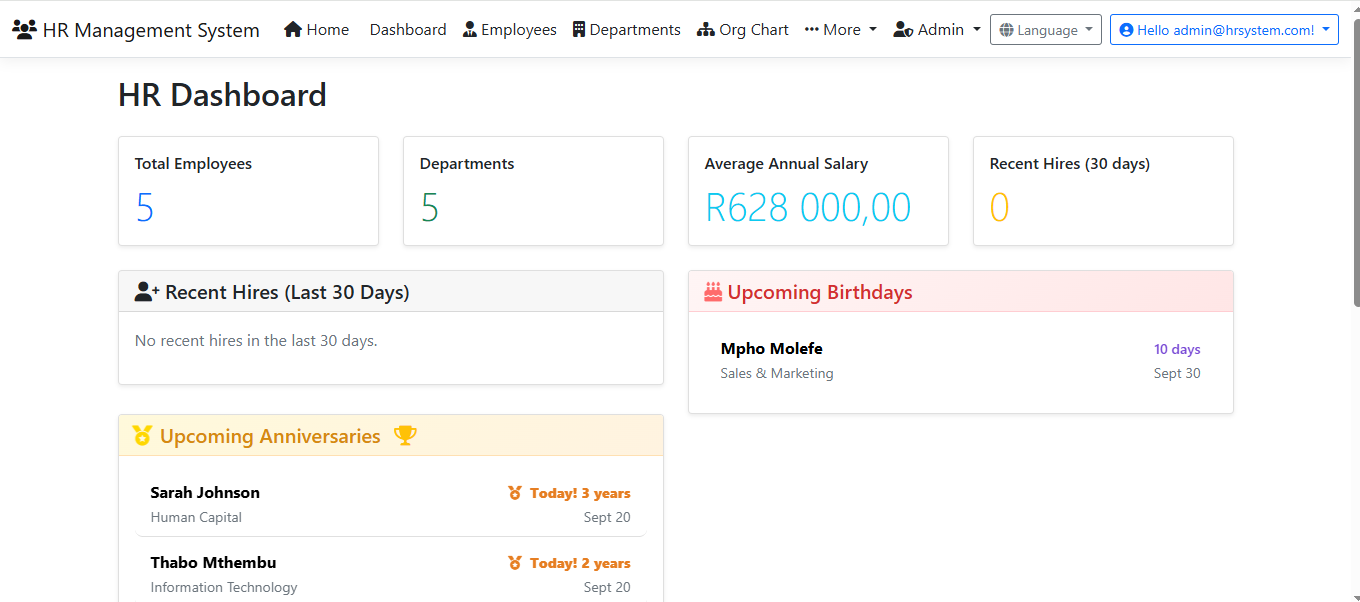 HR Management System Home Dashboard Employees Departments Org Chart More Admin Language Hello admin@hrsystem.com!
HR Dashboard
Total Employees
5
Departments
5
Average Annual Salary
R628 000,00
Recent Hires (30 days)
0
Recent Hires (Last 30 Days)
No recent hires in the last 30 days.
Upcoming Birthdays
Mpho Molefe 10 days
Sales & Marketing Sept 30
Upcoming Anniversaries
Sarah Johnson Today! 3 years
Human Capital Sept 20
Thabo Mthembu Today! 2 years
Information Technology Sept 20